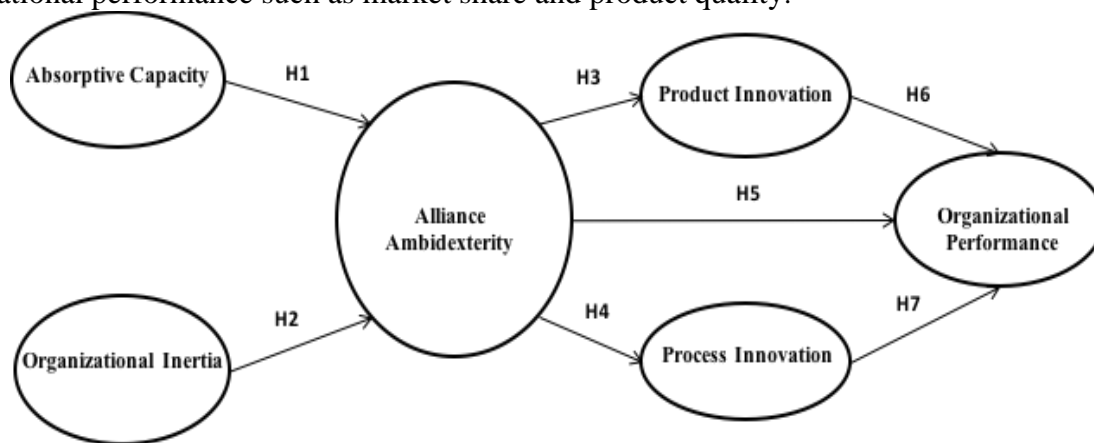 ational performance such as market share and product quality.
Absorptive Capacity
H1
H3
Product Innovation
H6
Alliance
Ambidexterity
H5
Organizational
Performance
Organizational Inertia
H2
H4
Process Innovation
H7